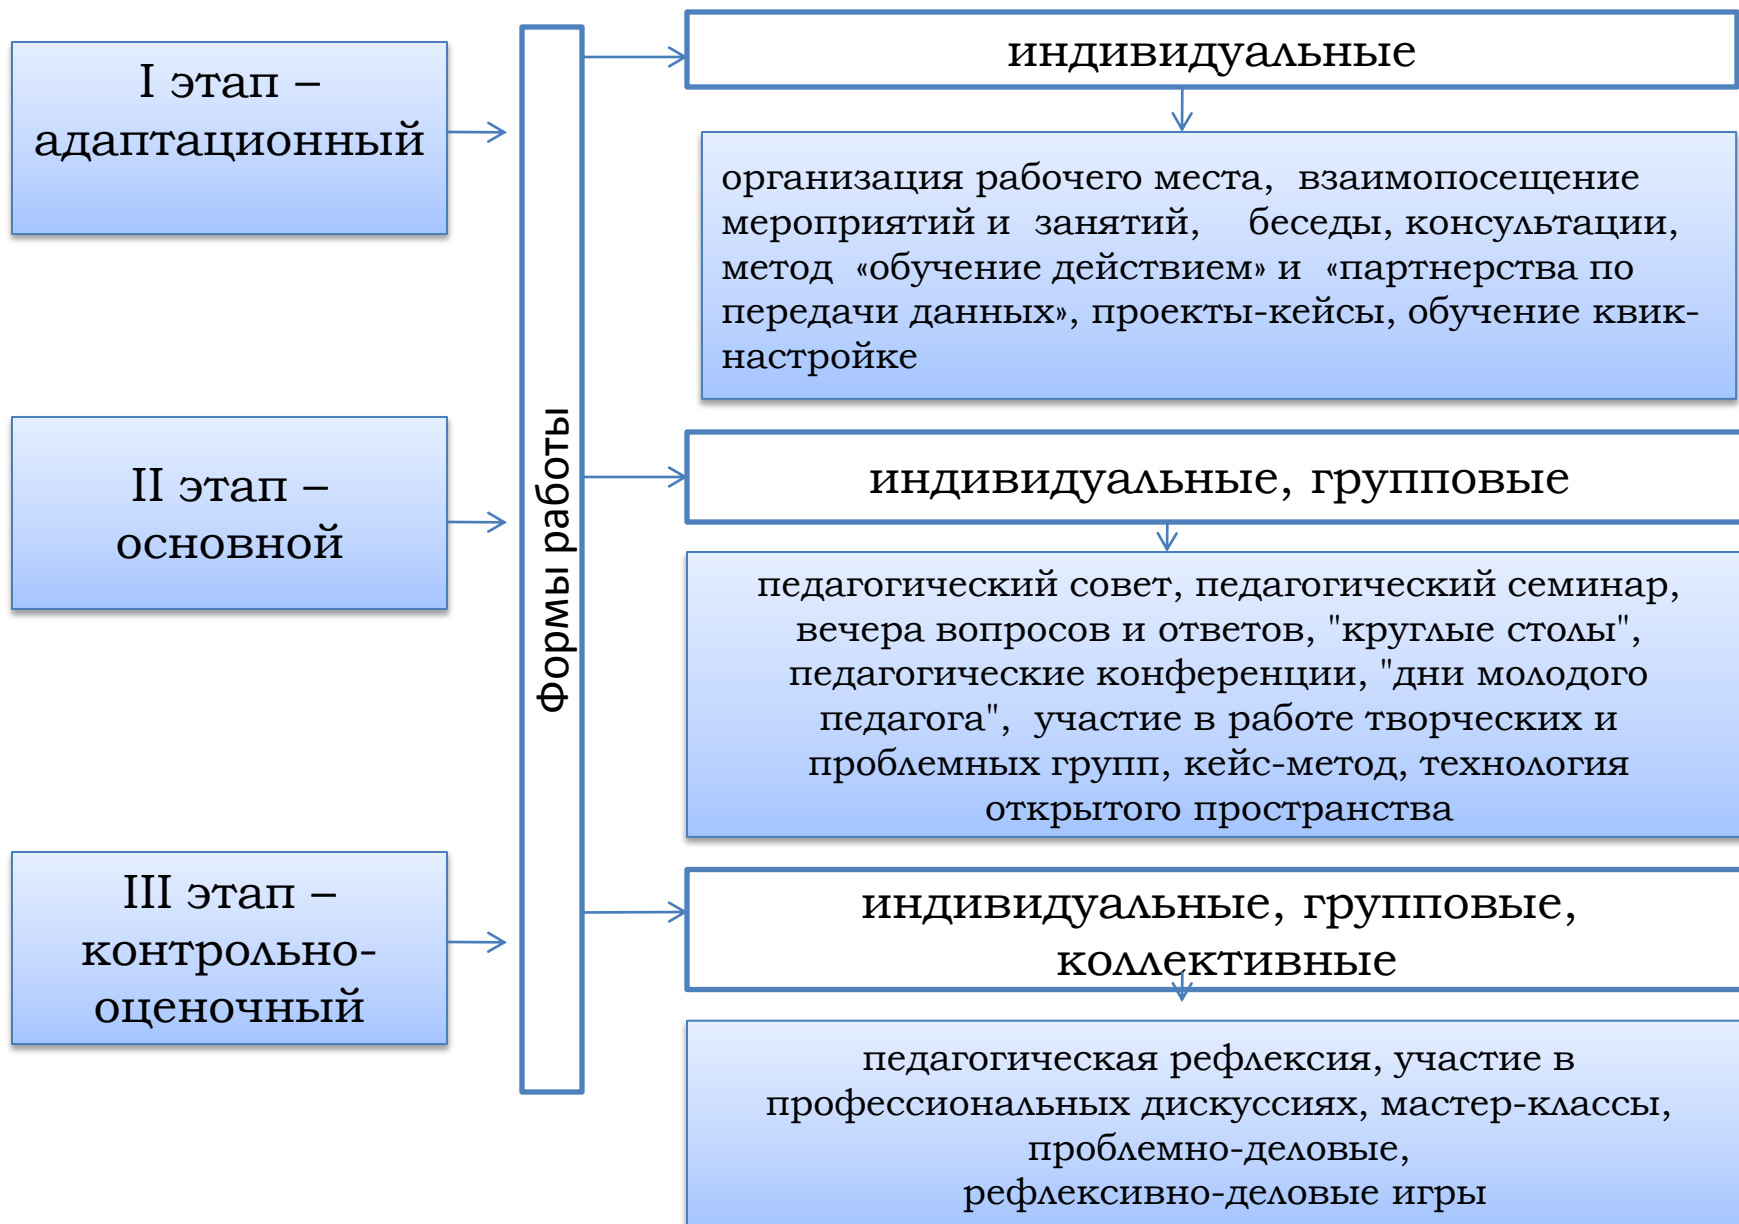 I этап –
адаптационный
II этап –
основной
III этап –
контрольно-
оценочный
Формы работы
индивидуальные
организация рабочего места, взаимопосещение
мероприятий и занятий, беседы, консультации,
метод «обучение действием» и «партнерства по
передачи данных», проекты-кейсы, обучение квик-
настройке
индивидуальные, групповые
педагогический совет, педагогический семинар,
вечера вопросов и ответов, "круглые столы",
педагогические конференции, "дни молодого
педагога", участие в работе творческих и
проблемных групп, кейс-метод, технология
открытого пространства
индивидуальные, групповые,
коллективные
педагогическая рефлексия, участие в
профессиональных дискуссиях, мастер-классы,
проблемно-деловые,
рефлексивно-деловые игры